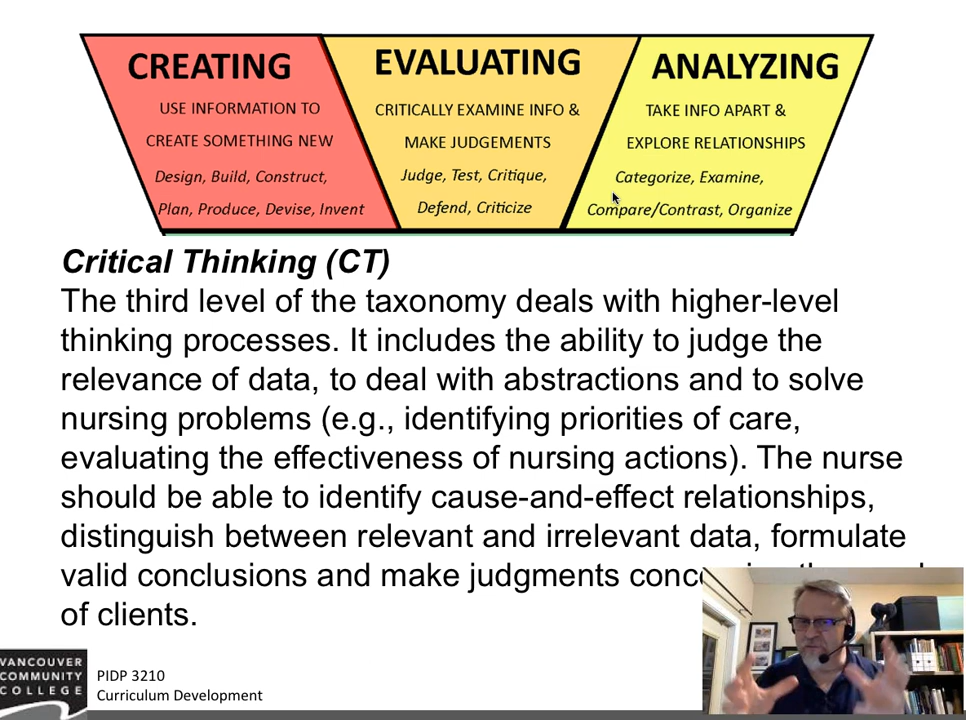 CREATING
USE INFORMATION TO
CREATE SOMETHING NEW
Design, Build, Construct,
Plan, Produce, Devise, Invent
EVALUATING
CRITICALLY EXAMINE INFO &
MAKE JUDGEMENTS
Judge, Test, Critique,
Defend, Criticize
ANALYZING
TAKE INFO APART &
EXPLORE RELATIONSHIPS
Categorize, Examine,
Compare/Contrast, Organize
Critical Thinking (CT)
The third level of the taxonomy deals with higher-level
thinking processes. It includes the ability to judge the
relevance of data, to deal with abstractions and to solve
nursing problems (e.g., identifying priorities of care,
evaluating the effectiveness of nursing actions). The nurse
should be able to identify cause-and-effect relationships,
distinguish between relevant and irrelevant data, formulate
valid conclusions and make judgments
of clients.
VANCOUVER
COMMUNITY
COLLEGE
PIDP 3210
Curriculum Development